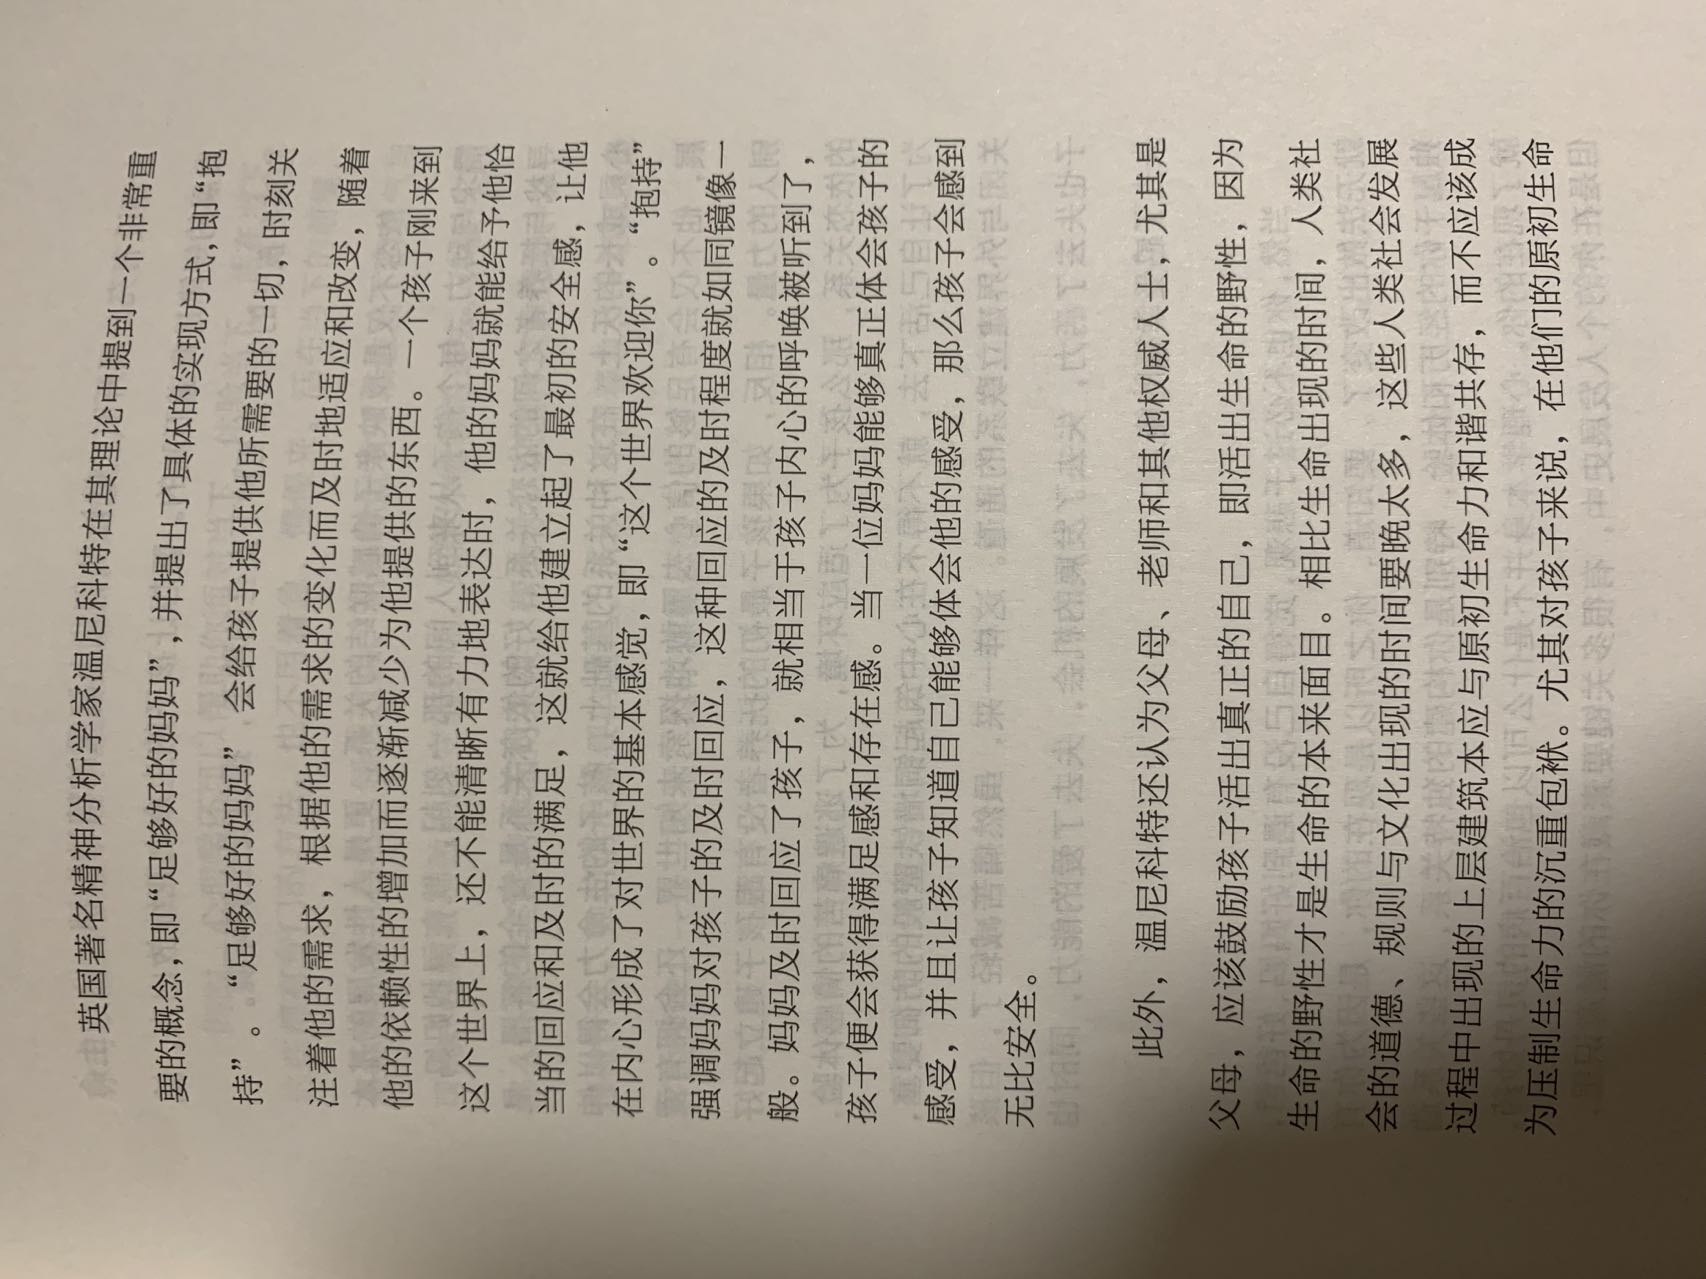 英国著名精神分析学家温尼科特在其理论中提到一个非常重
要的概念，即“足够好的妈妈”，并提出了具体的实现方式，即“抱
持”。“足够好的妈妈” 会给孩子提供他所需要的一切，时刻关
注着他的需求，根据他的需求的变化而及时地适应和改变，随着
他的依赖性的增加而逐渐减少为他提供的东西。一个孩子刚来到
这个世界上，还不能清晰有力地表达时，他的妈妈就能给予他恰
当的回应和及时的满足，这就给他建立起了最初的安全感，让他
在内心形成了对世界的基本感觉，即“这个世界欢迎你”。“抱持”
强调妈妈对孩子的及时回应，这种回应的及时程度就如同镜像一
般。妈妈及时回应了孩子，就相当于孩子内心的呼唤被听到了，
孩子便会获得满足感和存在感。当一位妈妈能够真正体会孩子的
感受，并且让孩子知道自己能够体会他的感受，那么孩子会感到
无比安全。
此外，温尼科特还认为父母、老师和其他权威人士，尤其是
父母，应该鼓励孩子活出真正的自己，即活出生命的野性，因为
生命的野性才是生命的本来面目。相比生命出现的时间，人类社
会的道德、规则与文化出现的时间要晚太多，这些人类社会发展
过程中出现的上层建筑本应与原初生命力和谐共存，而不应该成
为压制生命力的沉重包袱。尤其对孩子来说，在他们的原初生命